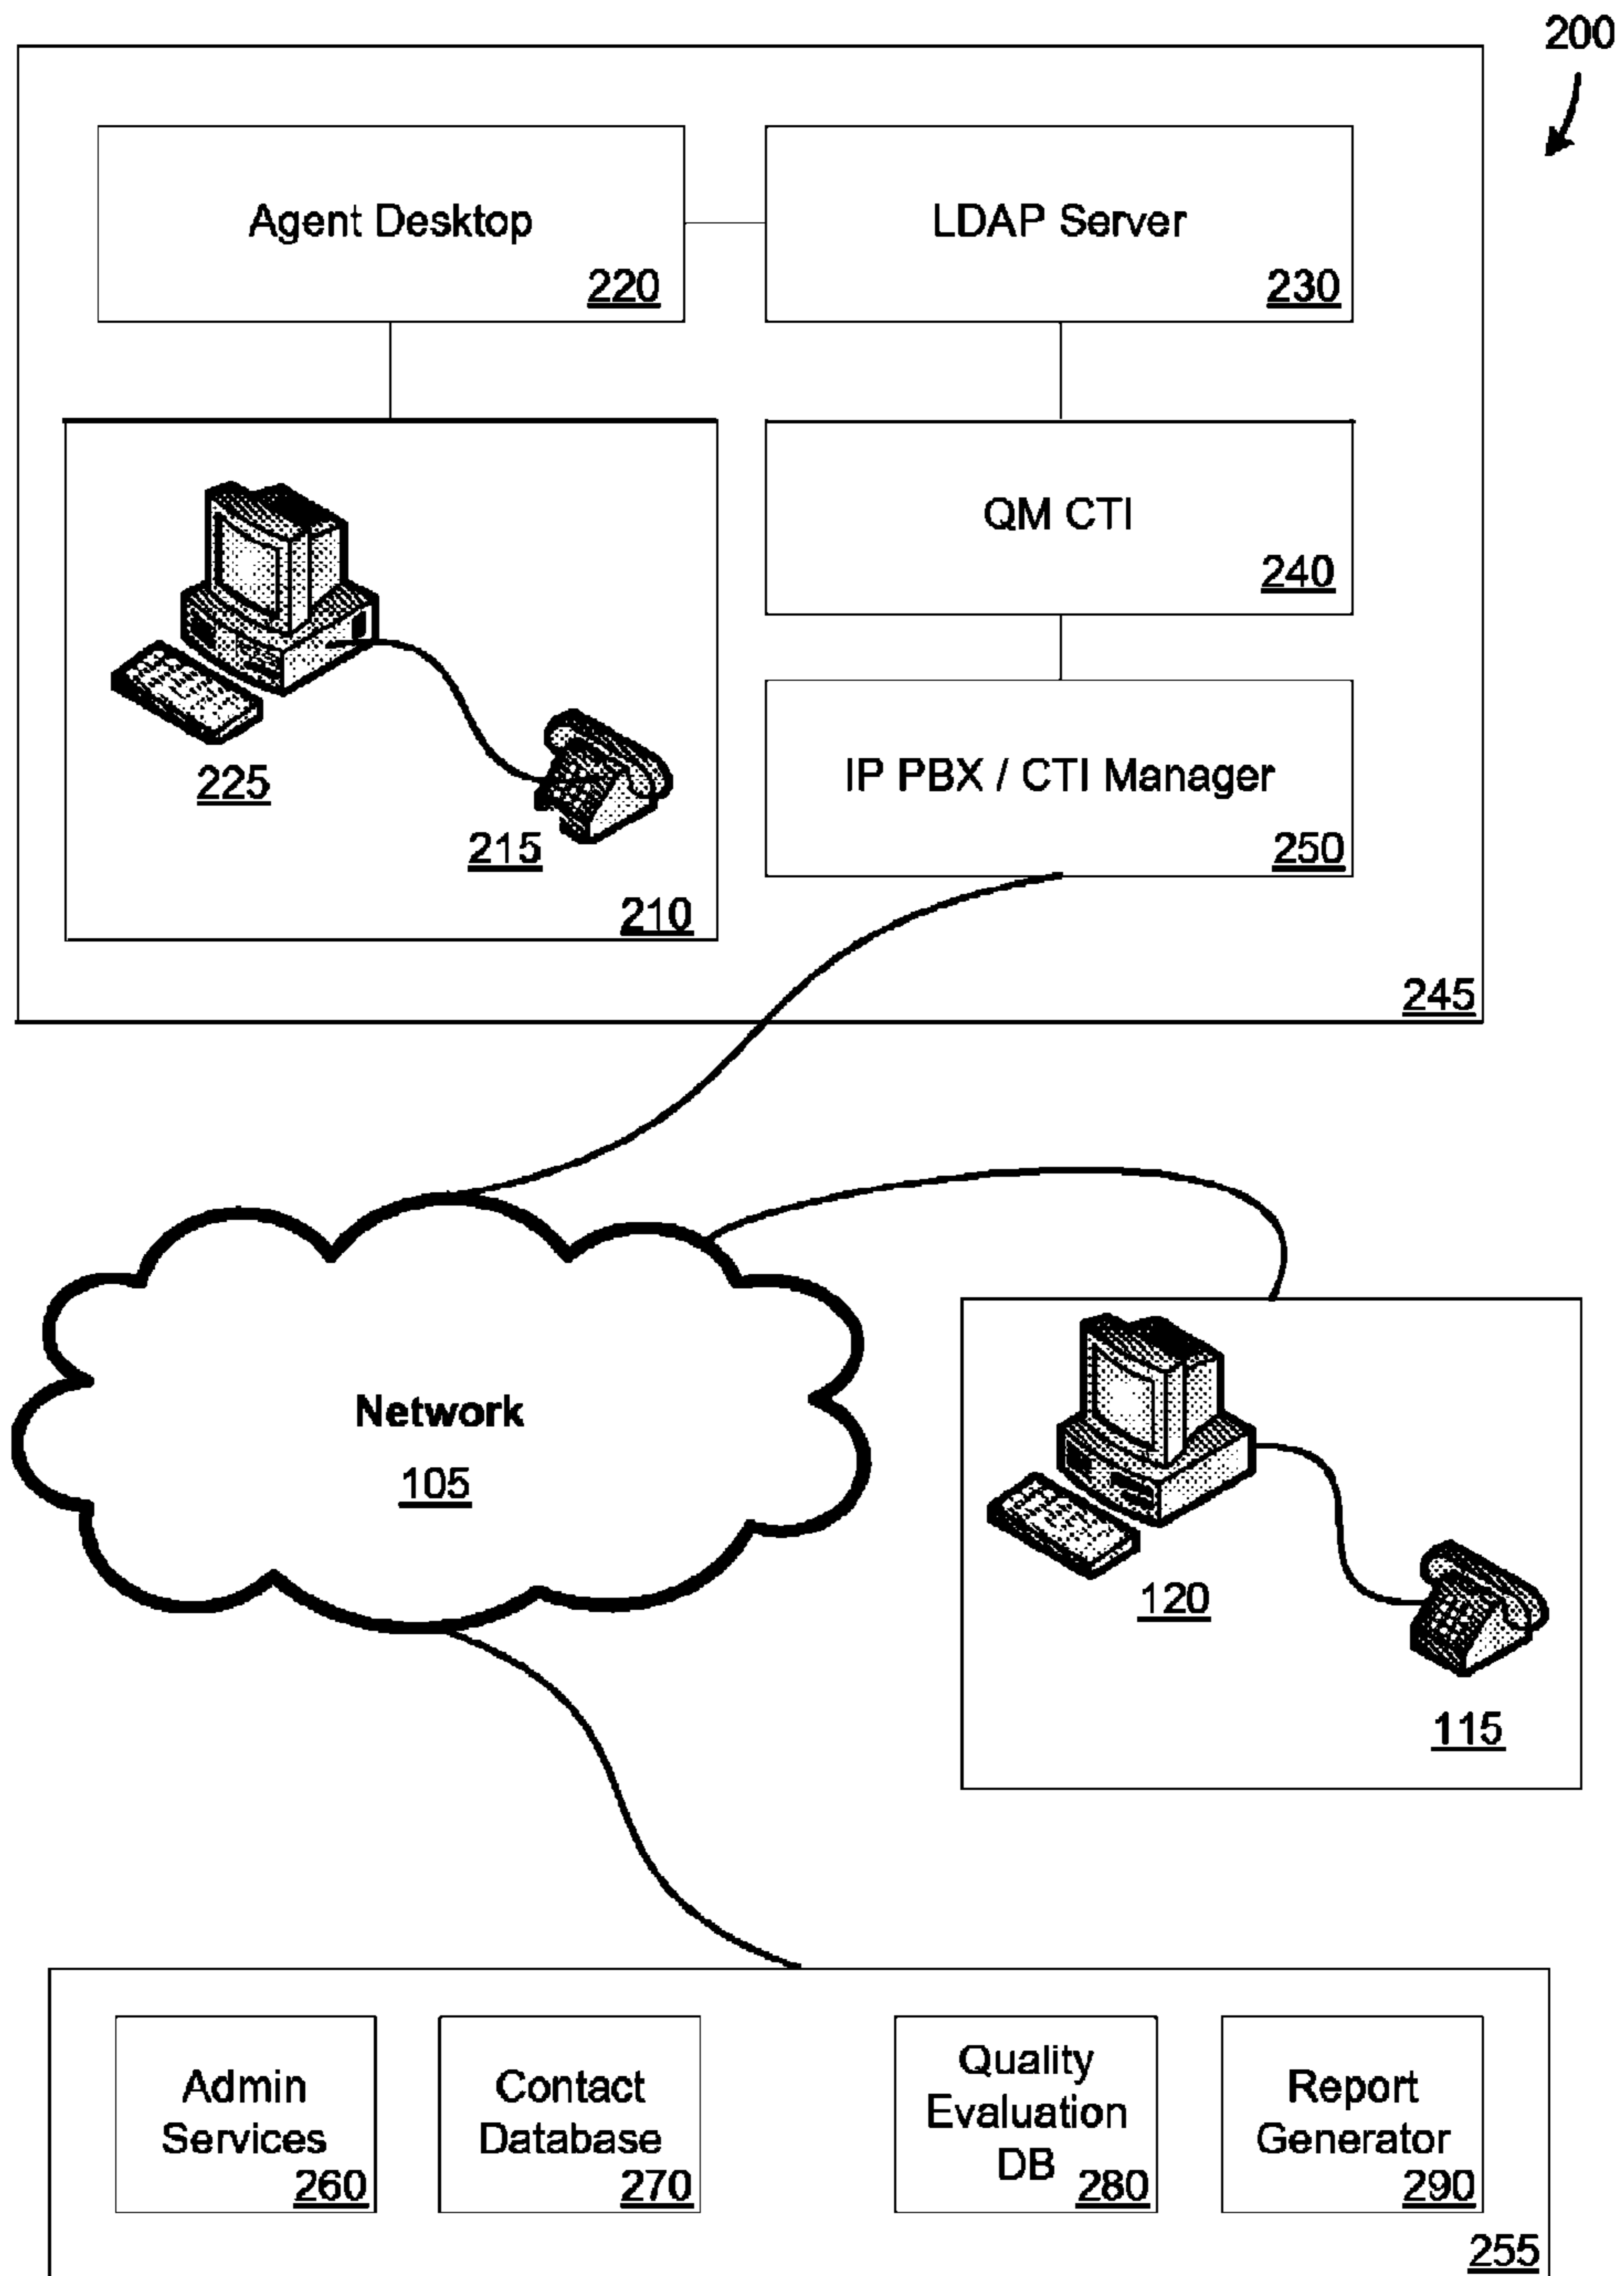 200
Agent Desktop
220
LDAP Server
230
225
215
210
QM CTI
240
IP PBX / CTI Manager
250
245
Network
105
120
115
Admin
Services
260
Contact
Database
270
Quality
Evaluation
DB
280
Report
Generator
290
255